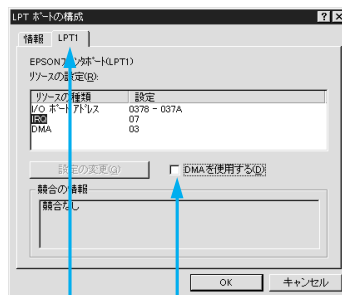 LPT ポートの構成
情報 LPT1
EPSONプリンタポート(LPT1)
リソースの設定(R):
リソースの種類 設定
I/O ポートアドレス 0378 - 037A
IRQ 07
DMA 03
設定の変更(G)
DMAを使用する(D)
競合の情報
競合なし
OK キャンセル